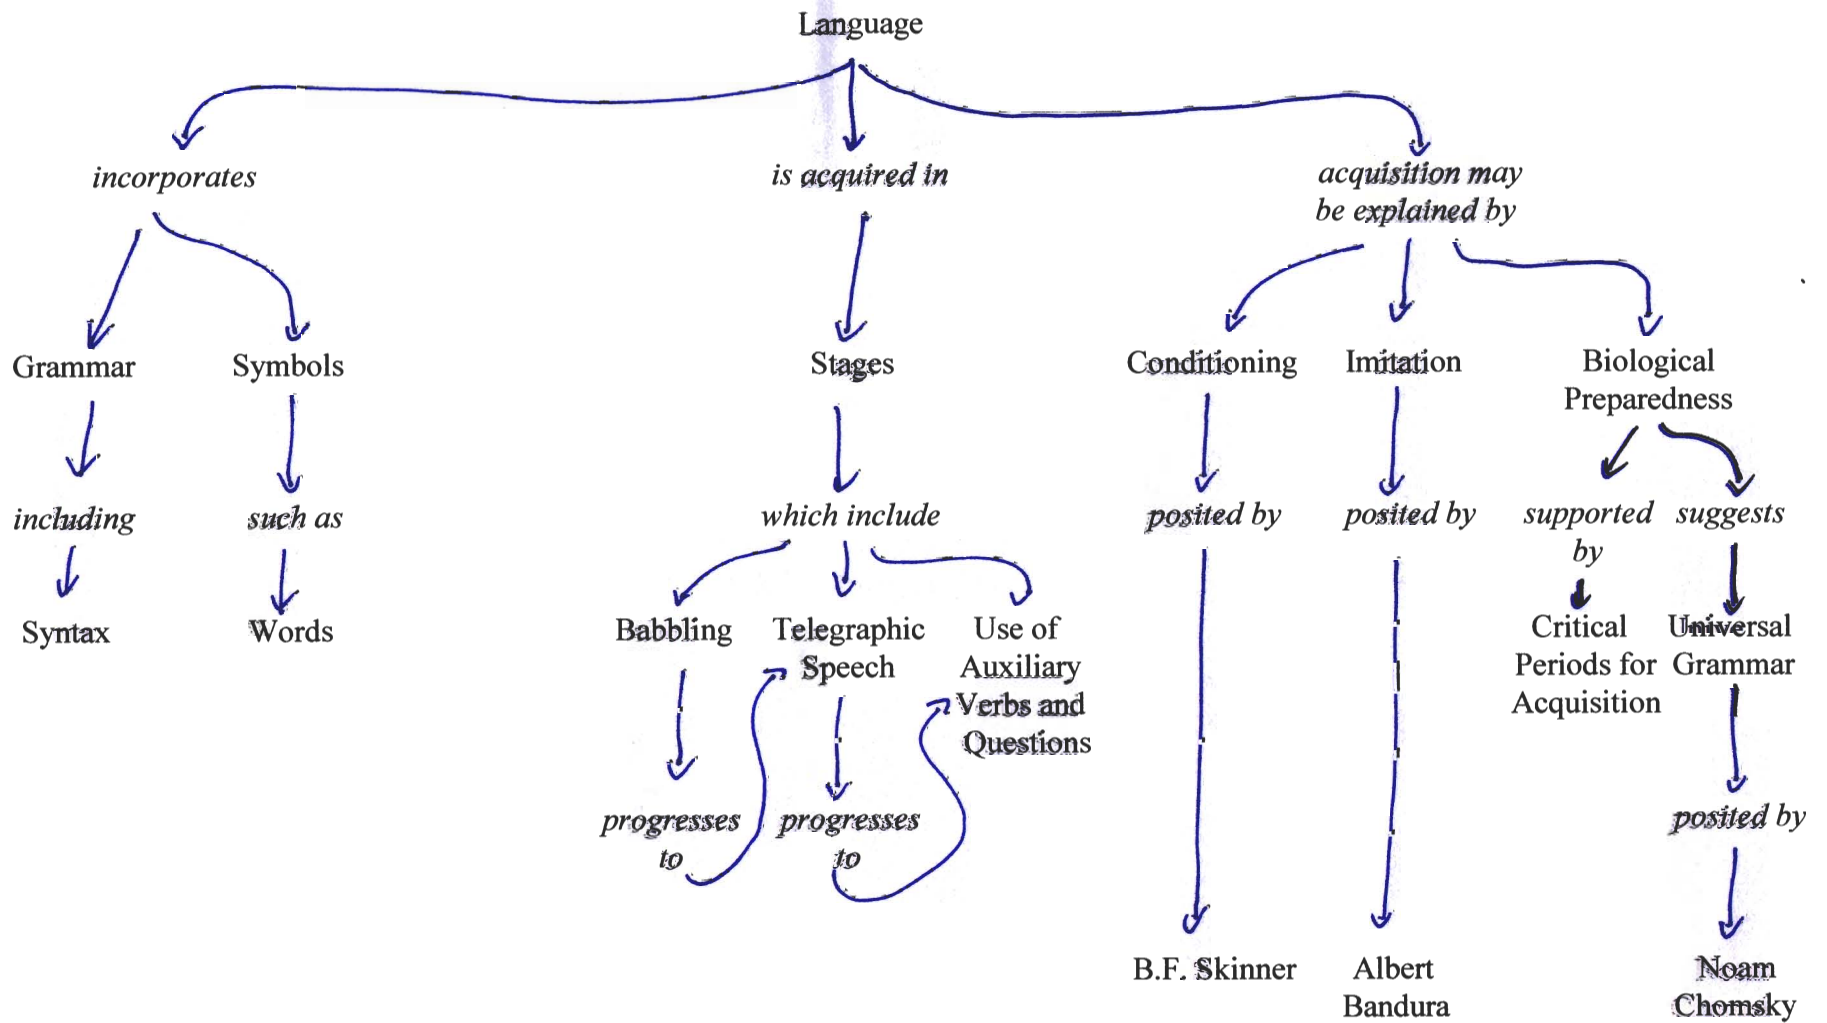 Language
incorporates
is acquired in
acquisition may
be explained by
Grammar
Symbols
Stages
Conditioning
Imitation
Biological
Preparedness
including
such as
which include
posited by
posited by
supported
by
suggests
Syntax
Words
Babbling
Telegraphic
Speech
Use of
Auxiliary
Verbs and
Questions
Critical
Periods for
Acquisition
Universal
Grammar
progresses
to
progresses
to
posited by
B.F. Skinner
Albert
Bandura
Noam
Chomsky